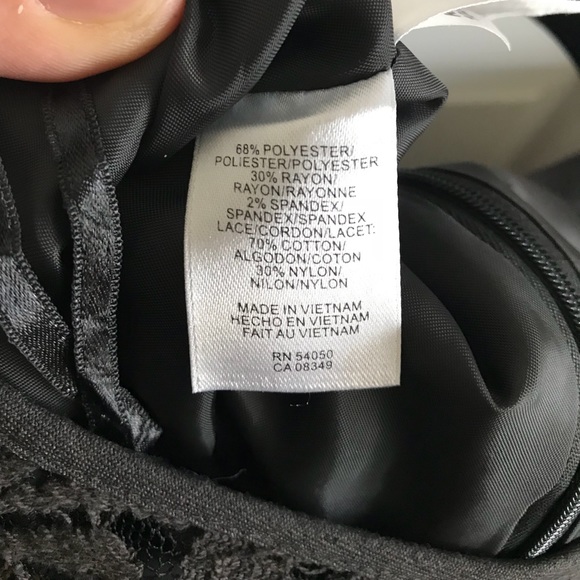 68% POLYESTER/
POLIESTER/POLYESTER
30% RAYON/
RAYON/RAYONNE
2% SPANDEX/
SPANDEX/SPANDEX
LACE/CORDON/LACET:
70% COTTON/
ALGODON/COTON
30% NYLON/
NILON/NYLON
MADE IN VIETNAM
HECHO EN VIETNAM
FAIT AU VIETNAM
RN 54050
CA 08349